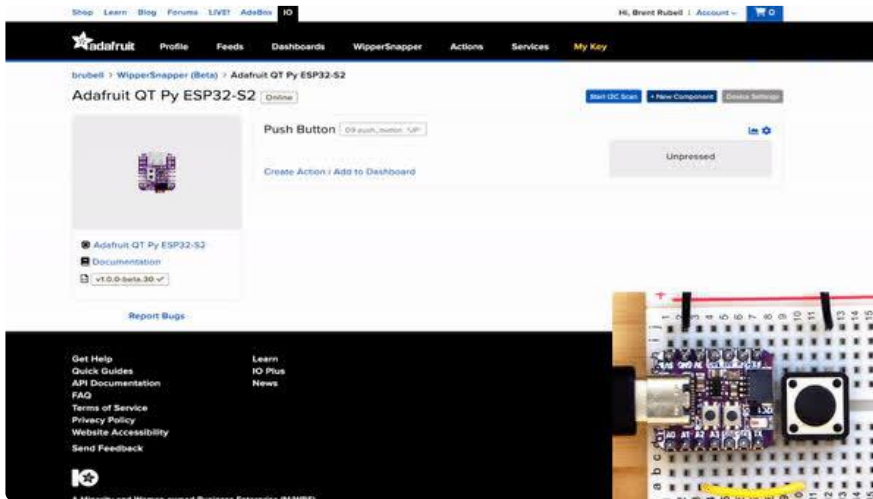 Shop Learn Blog Forums LIVE! AdaBox IO
Hi, Brent Rubell | Account 0
adafruit Profile Feeds Dashboards WipperSnapper Actions Services My Key
brubell > WipperSnapper (Beta) > Adafruit QT Py ESP32-S2
Adafruit QT Py ESP32-S2 Online
Start I2C Scan + New Component Device Settings
Push Button
Unpressed
Create Action | Add to Dashboard
Adafruit QT Py ESP32-S2
Documentation
v1.0.0-beta.30
Report Bugs
Get Help
Quick Guides
API Documentation
FAQ
Terms of Service
Privacy Policy
Website Accessibility
Send Feedback
Learn
IO Plus
News
IO